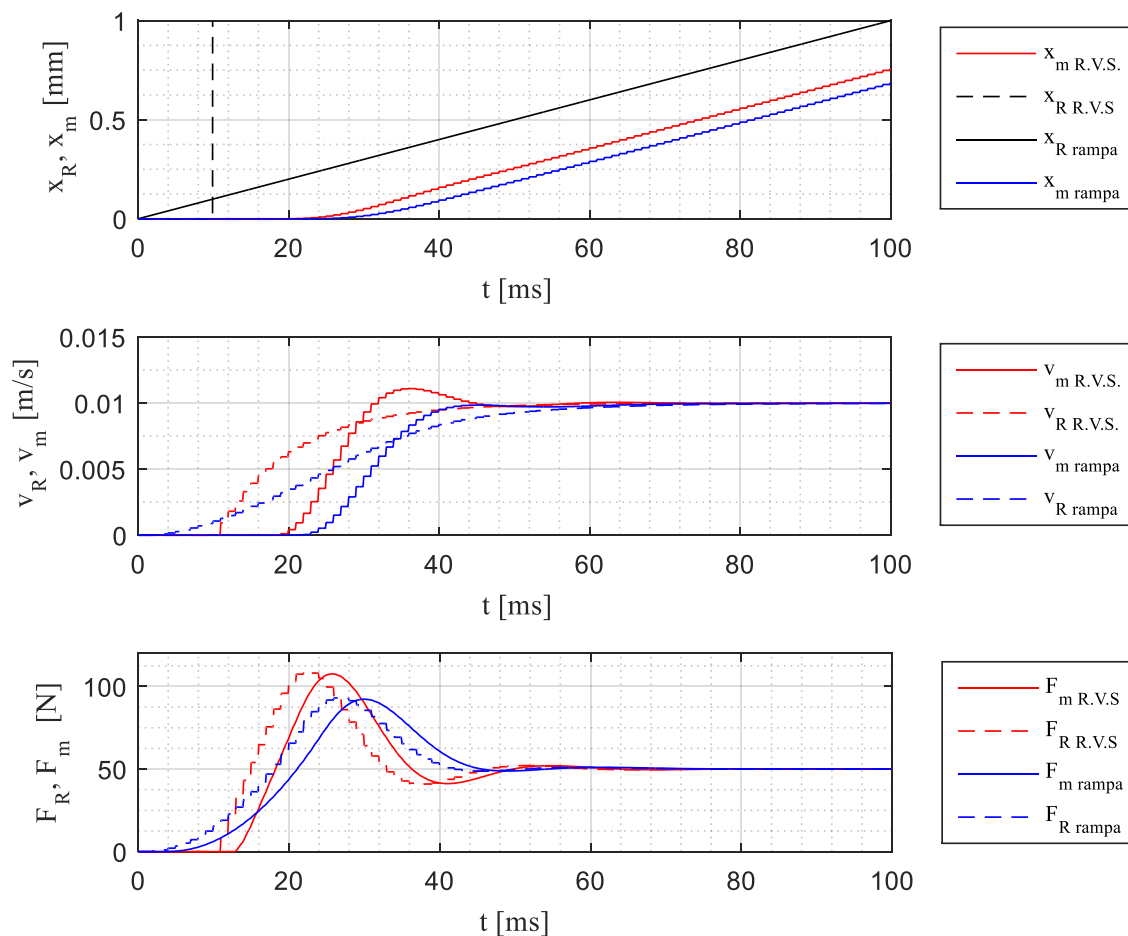 x_R, x_m [mm]
1
0.5
0
0 20 40 60 80 100
t [ms]
x_m R.V.S.
x_R R.V.S
x_R rampa
x_m rampa
v_R, v_m [m/s]
0.015
0.01
0.005
0
0 20 40 60 80 100
t [ms]
v_m R.V.S.
v_R R.V.S.
v_m rampa
v_R rampa
F_R, F_m [N]
100
50
0
0 20 40 60 80 100
t [ms]
F_m R.V.S
F_R R.V.S
F_m rampa
F_R rampa